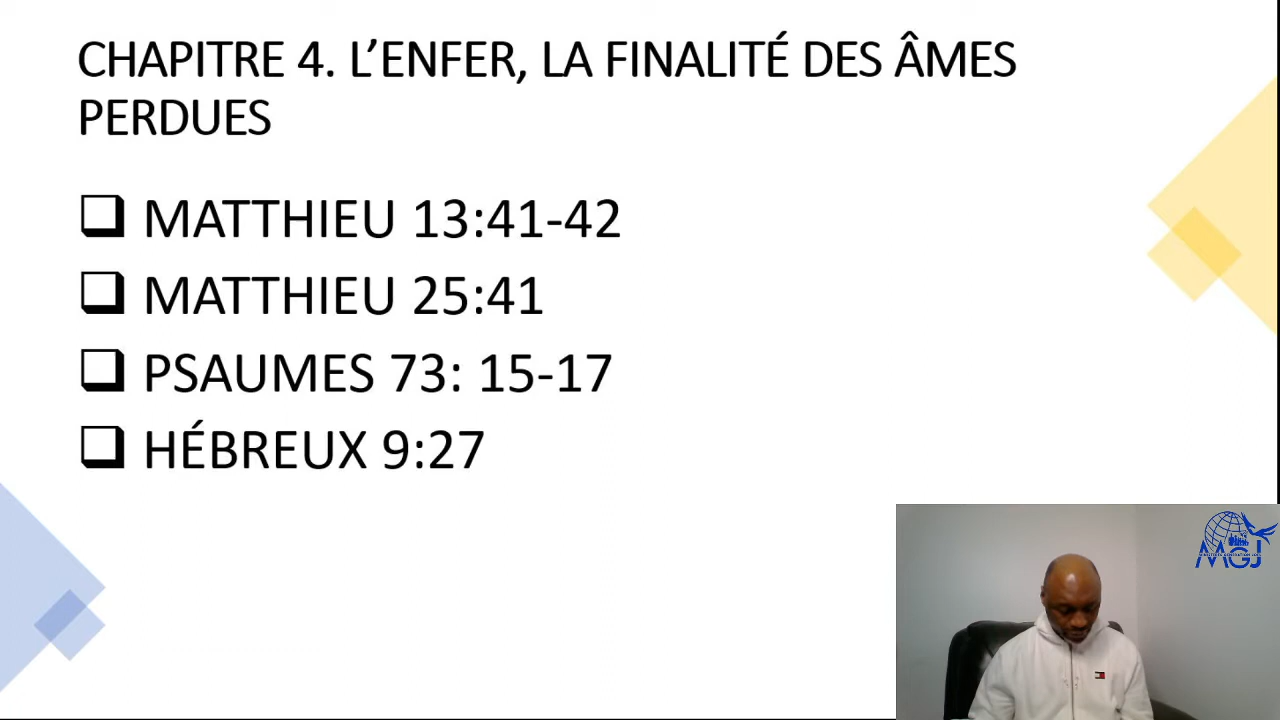 CHAPITRE 4. L’ENFER, LA FINALITÉ DES ÂMES
PERDUES
MATTHIEU 13:41-42
MATTHIEU 25:41
PSAUMES 73: 15-17
HÉBREUX 9:27
MGJ